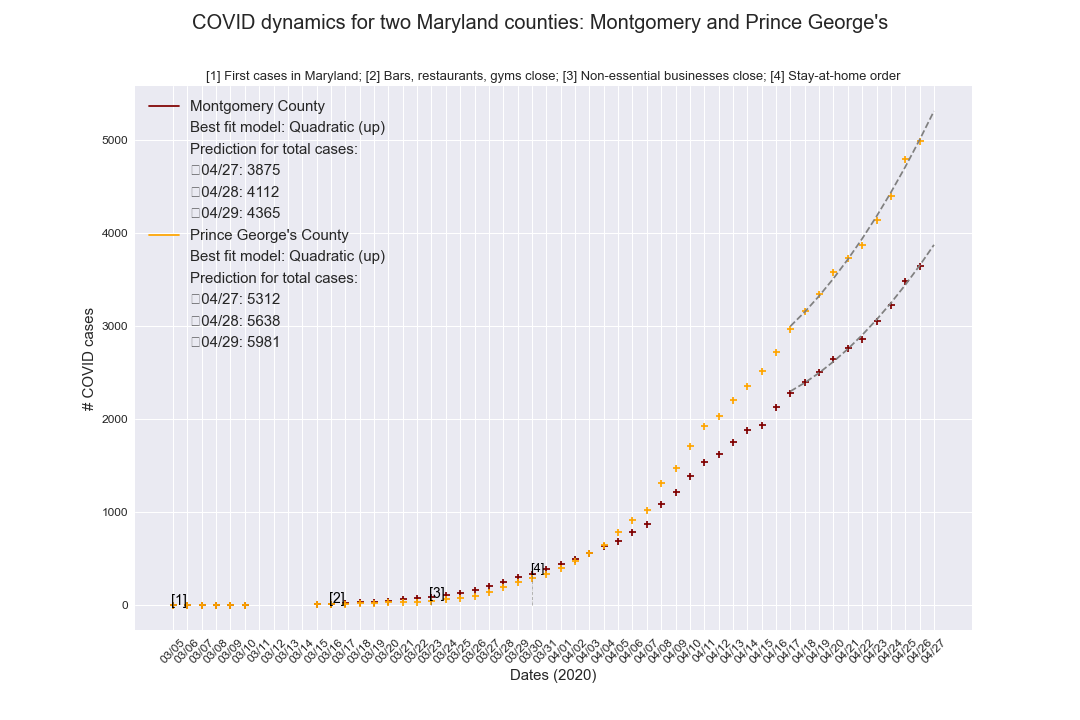 COVID dynamics for two Maryland counties: Montgomery and Prince George's
[1] First cases in Maryland; [2] Bars, restaurants, gyms close; [3] Non-essential businesses close; [4] Stay-at-home order
Montgomery County
Best fit model: Quadratic (up)
Prediction for total cases:
04/27: 3875
04/28: 4112
04/29: 4365
Prince George's County
Best fit model: Quadratic (up)
Prediction for total cases:
04/27: 5312
04/28: 5638
04/29: 5981
# COVID cases
5000
4000
3000
2000
1000
0
[1]
[2]
[3]
[4]
03/05 03/06 03/07 03/08 03/09 03/10 03/11 03/12 03/13 03/14 03/15 03/16 03/17 03/18 03/19 03/20 03/21 03/22 03/23 03/24 03/25 03/26 03/27 03/28 03/29 03/30 03/31 04/01 04/02 04/03 04/04 04/05 04/06 04/07 04/08 04/09 04/10 04/11 04/12 04/13 04/14 04/15 04/16 04/17 04/18 04/19 04/20 04/21 04/22 04/23 04/24 04/25 04/26 04/27
Dates (2020)